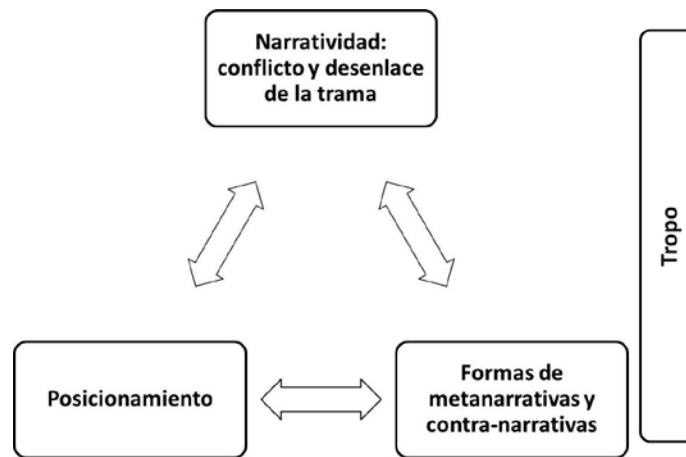 Narratividad:
conflicto y desenlace
de la trama
Tropo
Posicionamiento
Formas de
metanarrativas y
contra-narrativas